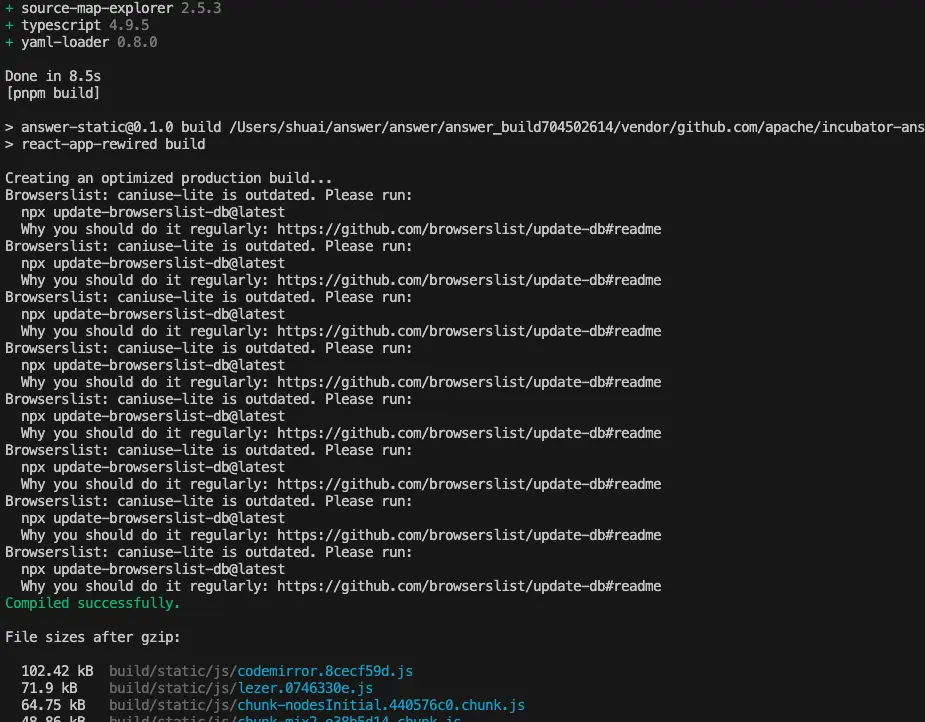 + source-map-explorer 2.5.3
+ typescript 4.9.5
+ yaml-loader 0.8.0
Done in 8.5s
[pnpm build]
> answer-static@0.1.0 build /Users/shuai/answer/answer/answer_build704502614/vendor/github.com/apache/incubator-ans
> react-app-rewired build
Creating an optimized production build...
Browserslist: caniuse-lite is outdated. Please run:
  npx update-browserslist-db@latest
  Why you should do it regularly: https://github.com/browserslist/update-db#readme
Browserslist: caniuse-lite is outdated. Please run:
  npx update-browserslist-db@latest
  Why you should do it regularly: https://github.com/browserslist/update-db#readme
Browserslist: caniuse-lite is outdated. Please run:
  npx update-browserslist-db@latest
  Why you should do it regularly: https://github.com/browserslist/update-db#readme
Browserslist: caniuse-lite is outdated. Please run:
  npx update-browserslist-db@latest
  Why you should do it regularly: https://github.com/browserslist/update-db#readme
Browserslist: caniuse-lite is outdated. Please run:
  npx update-browserslist-db@latest
  Why you should do it regularly: https://github.com/browserslist/update-db#readme
Browserslist: caniuse-lite is outdated. Please run:
  npx update-browserslist-db@latest
  Why you should do it regularly: https://github.com/browserslist/update-db#readme
Browserslist: caniuse-lite is outdated. Please run:
  npx update-browserslist-db@latest
  Why you should do it regularly: https://github.com/browserslist/update-db#readme
Browserslist: caniuse-lite is outdated. Please run:
  npx update-browserslist-db@latest
  Why you should do it regularly: https://github.com/browserslist/update-db#readme
Compiled successfully.
File sizes after gzip:
  102.42 kB  build/static/js/codemirror.8cecf59d.js
  71.9 kB    build/static/js/lezer.0746330e.js
  64.75 kB   build/static/js/chunk-nodesInitial.440576c0.chunk.js
  48.86 kB